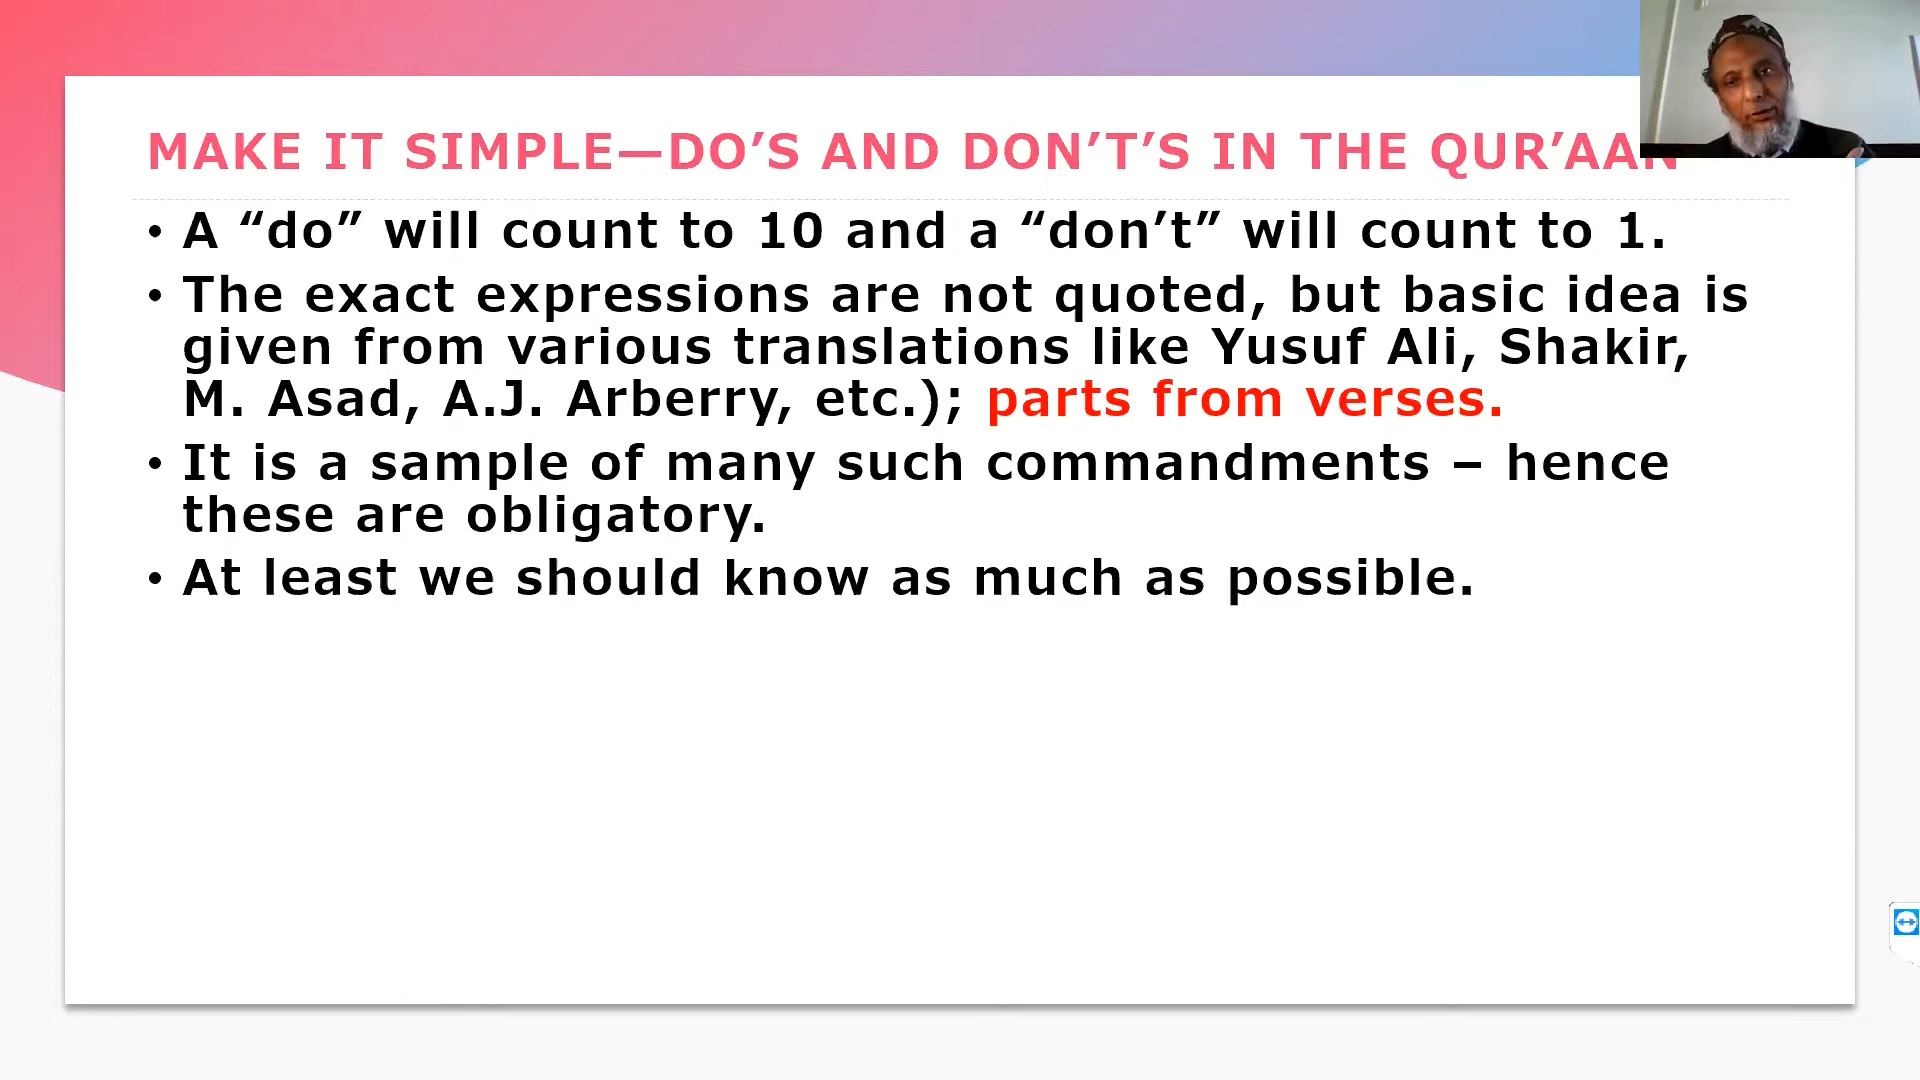 MAKE IT SIMPLE—DO’S AND DON’T’S IN THE QUR’AAN
• A “do” will count to 10 and a “don’t” will count to 1.
• The exact expressions are not quoted, but basic idea is
given from various translations like Yusuf Ali, Shakir,
M. Asad, A.J. Arberry, etc.); parts from verses.
• It is a sample of many such commandments – hence
these are obligatory.
• At least we should know as much as possible.